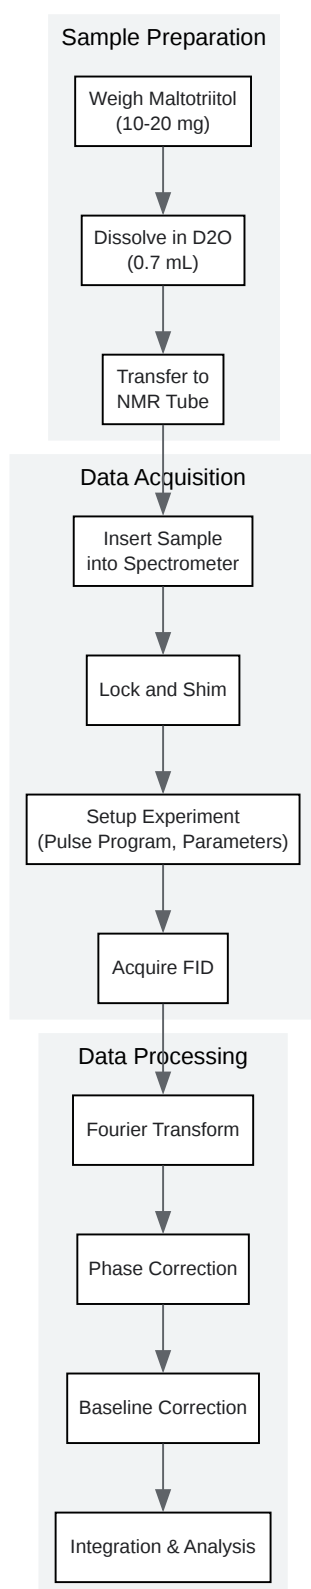 Sample Preparation
Weigh Maltotriitol
(10-20 mg)
Dissolve in D2O
(0.7 mL)
Transfer to
NMR Tube
Data Acquisition
Insert Sample
into Spectrometer
Lock and Shim
Setup Experiment
(Pulse Program, Parameters)
Acquire FID
Data Processing
Fourier Transform
Phase Correction
Baseline Correction
Integration & Analysis